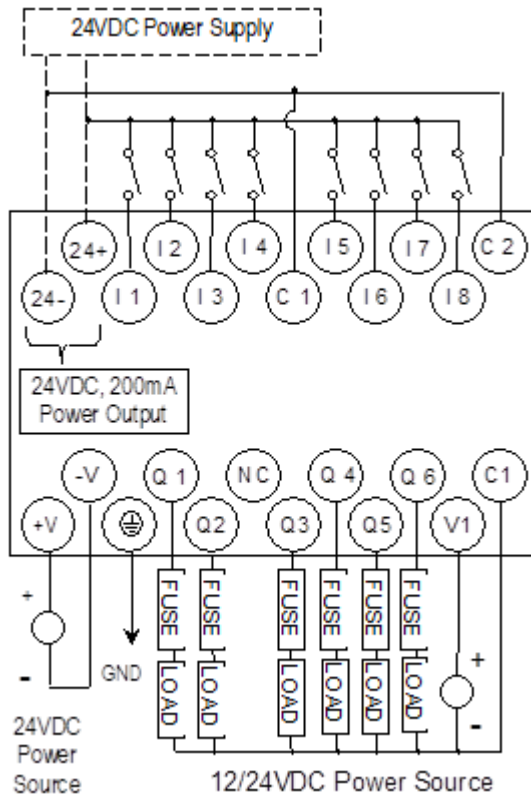 24VDC Power Supply
24+ I 2 I 4 I 5 I 7 C 2
24- I 1 I 3 C 1 I 6 I 8
24VDC, 200mA
Power Output
-V Q 1 NC Q 4 Q 6 C1
+V Q2 Q3 Q5 V1
+
-
GND
FUSE FUSE FUSE FUSE FUSE FUSE
LOAD LOAD LOAD LOAD LOAD LOAD
+
-
24VDC
Power
Source
12/24VDC Power Source